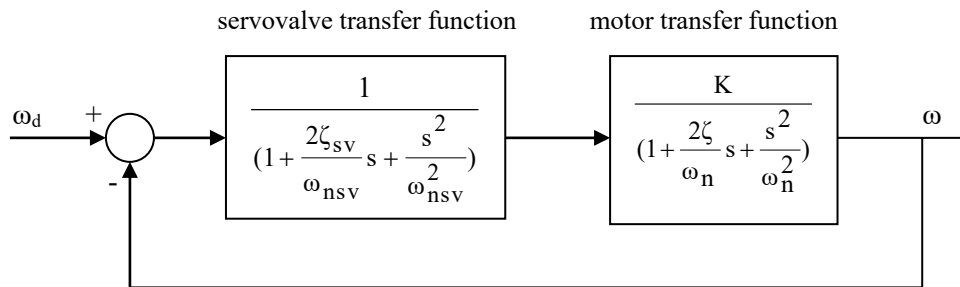 servovalve transfer function
motor transfer function
ω_d
+
-
1
(1 + 2ζ_sv/ω_nsv s + s^2/ω_nsv^2)
K
(1 + 2ζ/ω_n s + s^2/ω_n^2)
ω